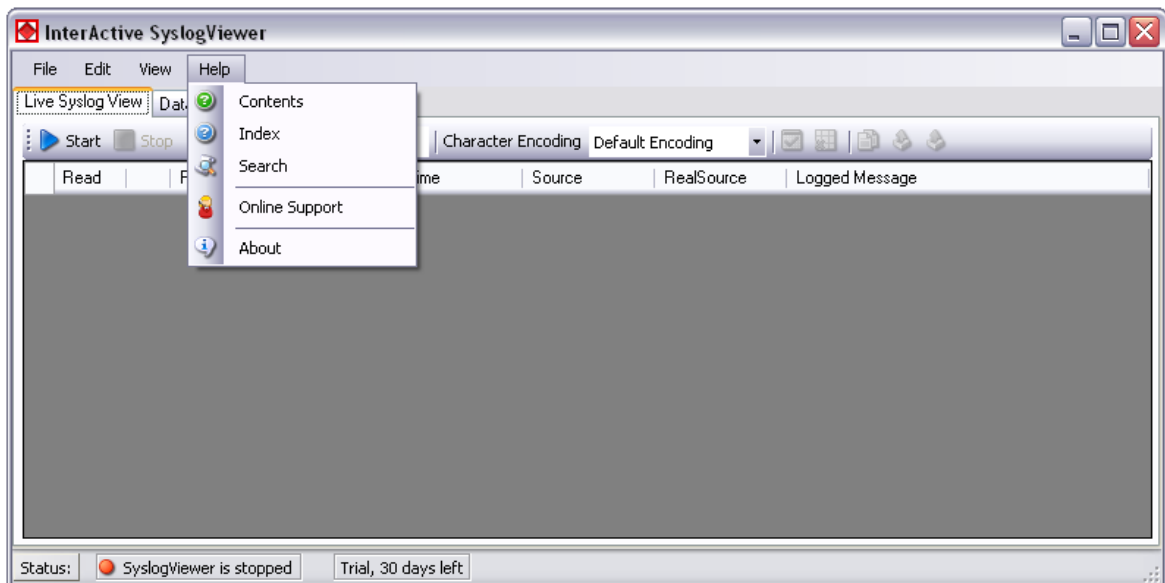 InterActive SyslogViewer
File Edit View Help
Live Syslog View
Contents
Start Stop Character Encoding Default Encoding
Index
Search
Read Source RealSource Logged Message
Online Support
About
Status: SyslogViewer is stopped Trial, 30 days left